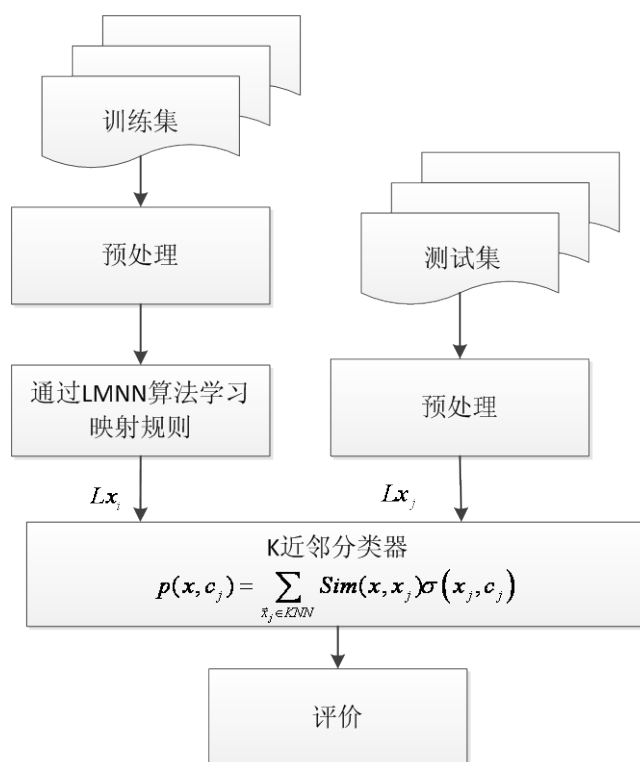 训练集
预处理
测试集
通过LMNN算法学习
映射规则
预处理
Lx_i
Lx_j
K近邻分类器
p(x,c_j)=∑_{x̄_j∈KNN} Sim(x,x_j)σ(x_j,c_j)
评价